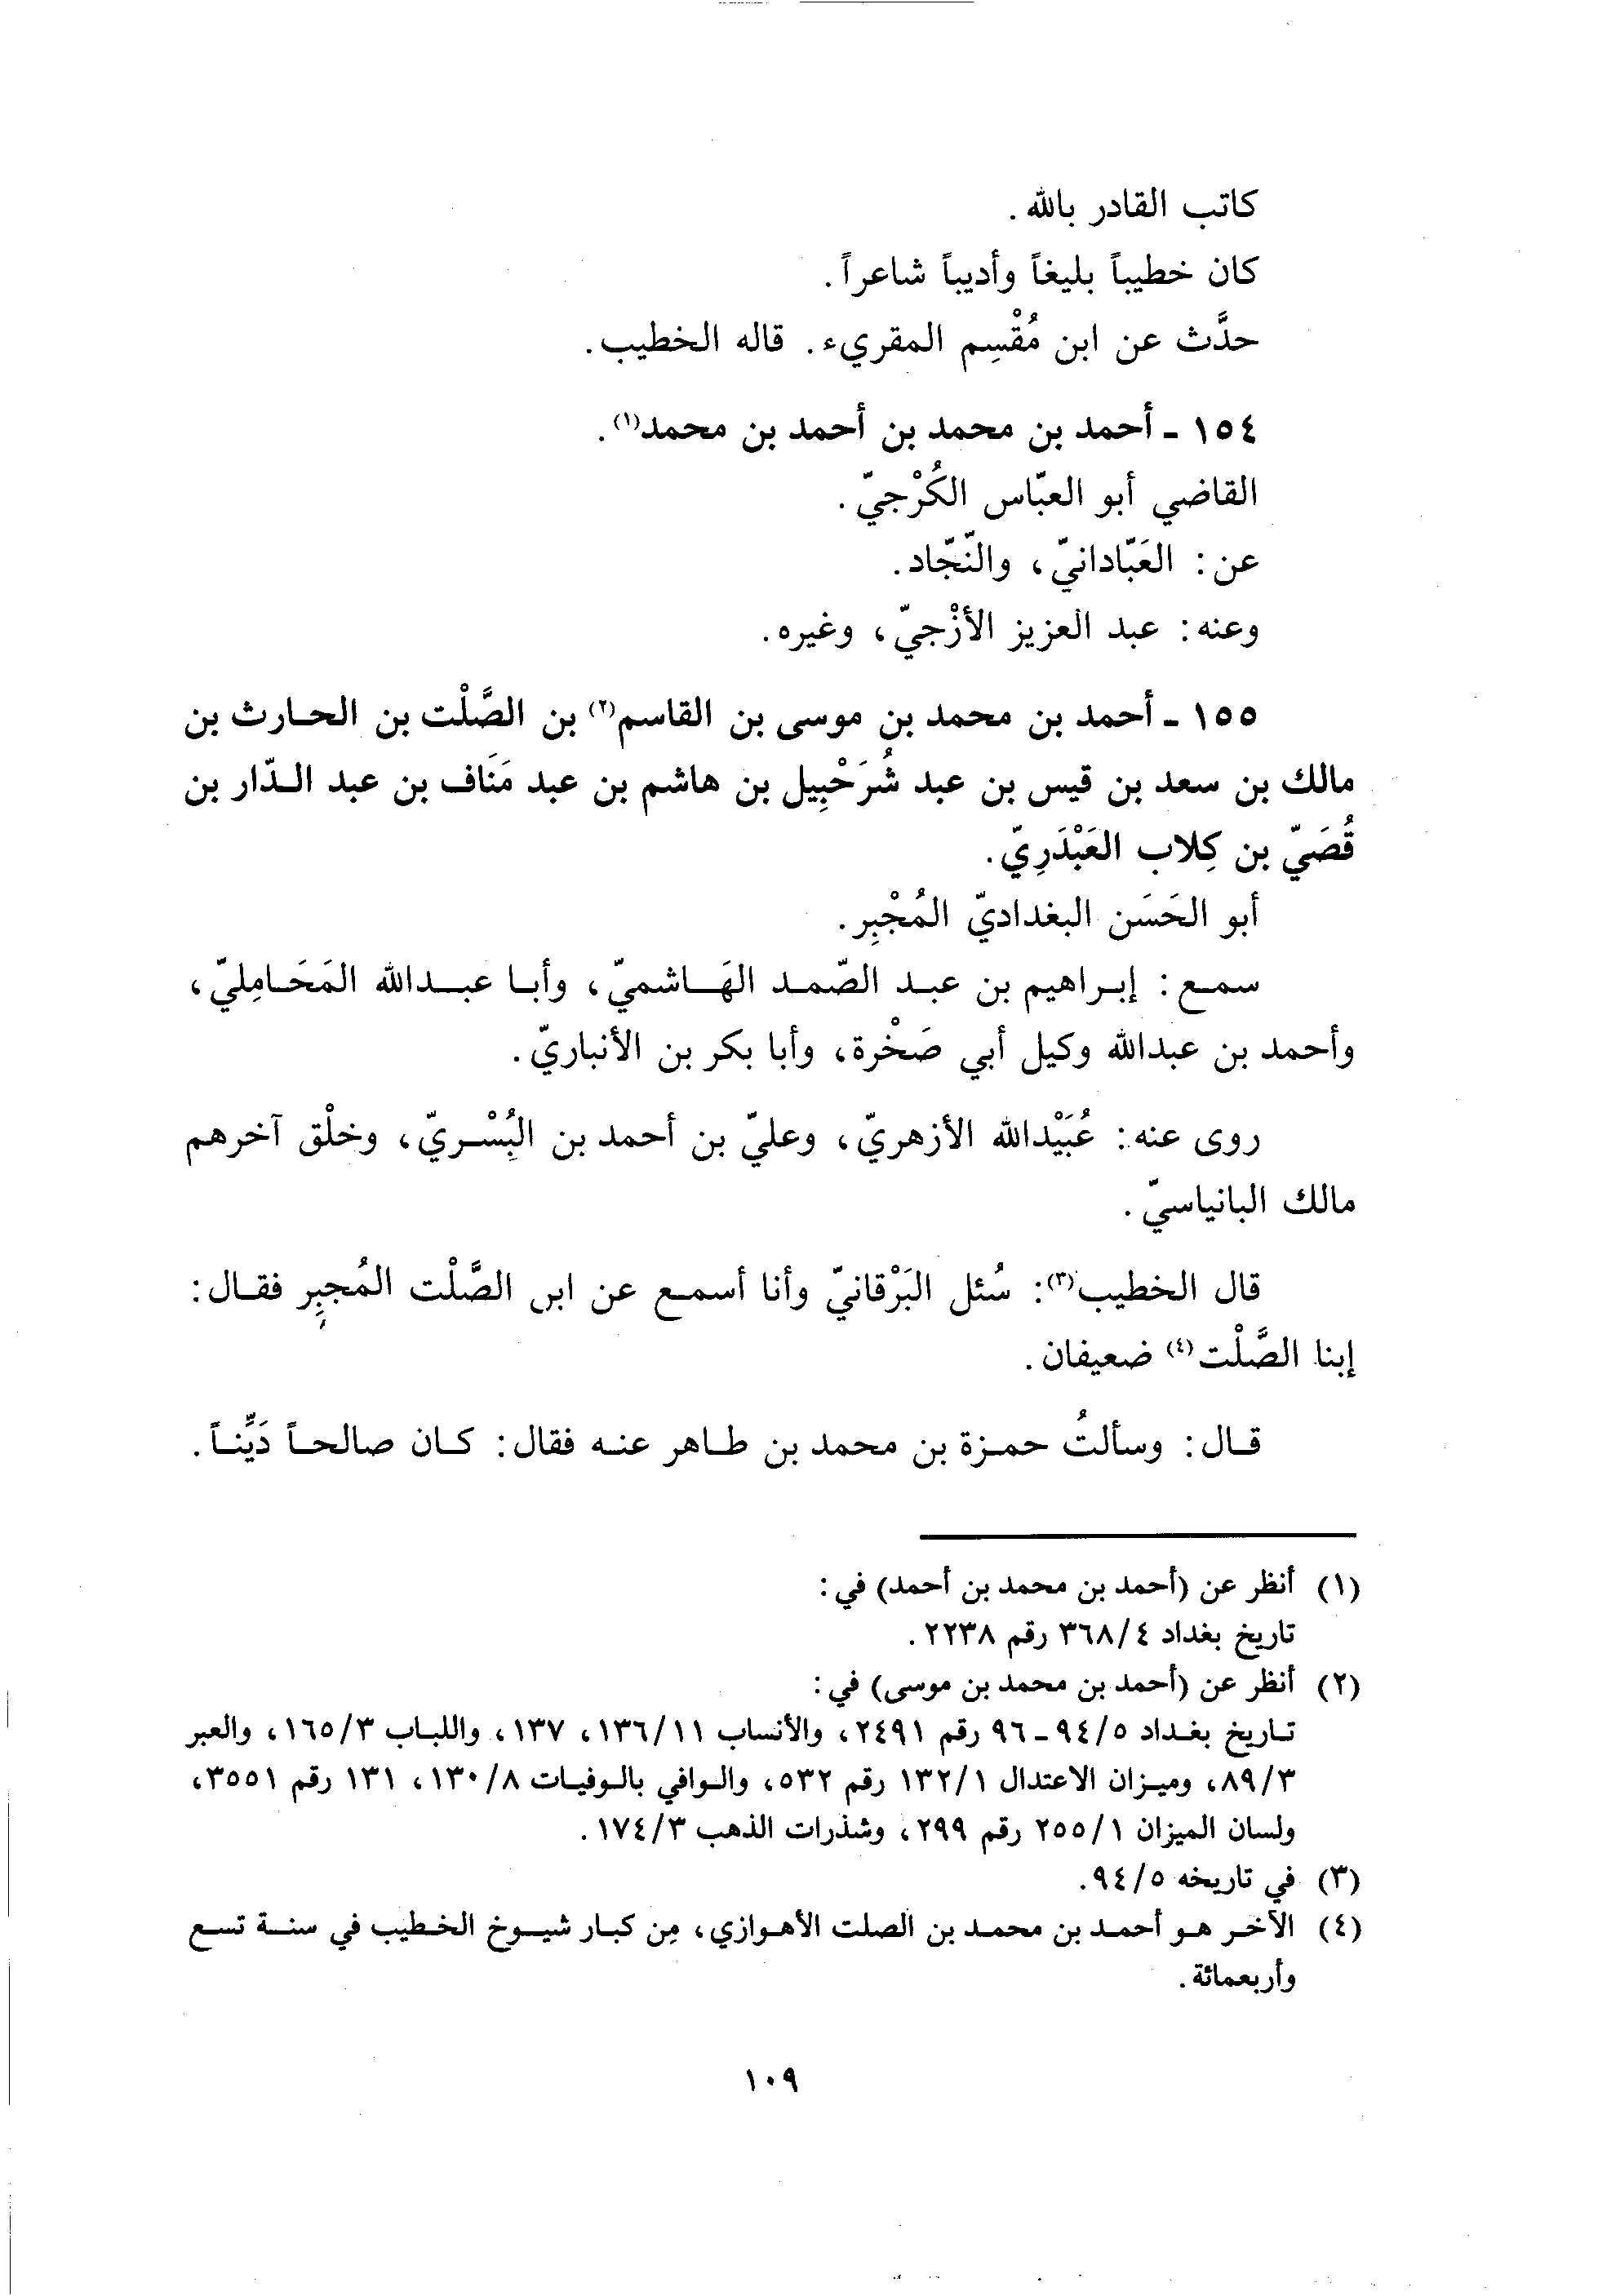 كاتب القادر بالله.
كان خطيباً بليغاً وأديباً شاعراً.
حدَّث عن ابن مُقْسِم المقريء. قاله الخطيب.
١٥٤ - أحمد بن محمد بن أحمد بن محمد(١).
القاضي أبو العبّاس الكُرْجيّ.
عن: العَبّادانيّ، والنّجّاد.
وعنه: عبد العزيز الأزْجيّ، وغيره.
١٥٥ - أحمد بن محمد بن موسى بن القاسم(٢) بن الصَّلْت بن الحارث بن
مالك بن سعد بن قيس بن عبد شُرَحْبِيل بن هاشم بن عبد مَنَاف بن عبد الدّار بن
قُصَيّ بن كِلاب العَبْدَرِيّ.
أبو الحَسَن البغداديّ المُجْبِر.
سمع: إبراهيم بن عبد الصّمد الهَاشميّ، وأبا عبدالله المَحَامِليّ،
وأحمد بن عبدالله وكيل أبي صَخْرة، وأبا بكر بن الأنباريّ.
روى عنه: عُبَيْدالله الأزهريّ، وعليّ بن أحمد بن البُِسْريّ، وخلْق آخرهم
مالك البانياسيّ.
قال الخطيب(٣): سُئل البَرْقانيّ وأنا أسمع عن ابن الصَّلْت المُجبِر فقال:
إبنا الصَّلْت(٤) ضعيفان.
قال: وسألتُ حمزة بن محمد بن طاهر عنه فقال: كان صالحاً دَيِّناً.
(١) أنظر عن (أحمد بن محمد بن أحمد) في:
تاريخ بغداد ٣٦٨/٤ رقم ٢٢٣٨.
(٢) أنظر عن (أحمد بن محمد بن موسى) في:
تاريخ بغداد ٩٤/٥ - ٩٦ رقم ٢٤٩١، والأنساب ١٣٦/١١، ١٣٧، واللباب ١٦٥/٣، والعبر
٨٩/٣، وميزان الاعتدال ١٣٢/١ رقم ٥٣٢، والوافي بالوفيات ١٣٠/٨، ١٣١ رقم ٣٥٥١،
ولسان الميزان ٢٥٥/١ رقم ٢٩٩، وشذرات الذهب ١٧٤/٣.
(٣) في تاريخه ٩٤/٥.
(٤) الآخر هو أحمد بن محمد بن الصلت الأهوازي، مِن كبار شيوخ الخطيب في سنة تسع
وأربعمائة.
١٠٩